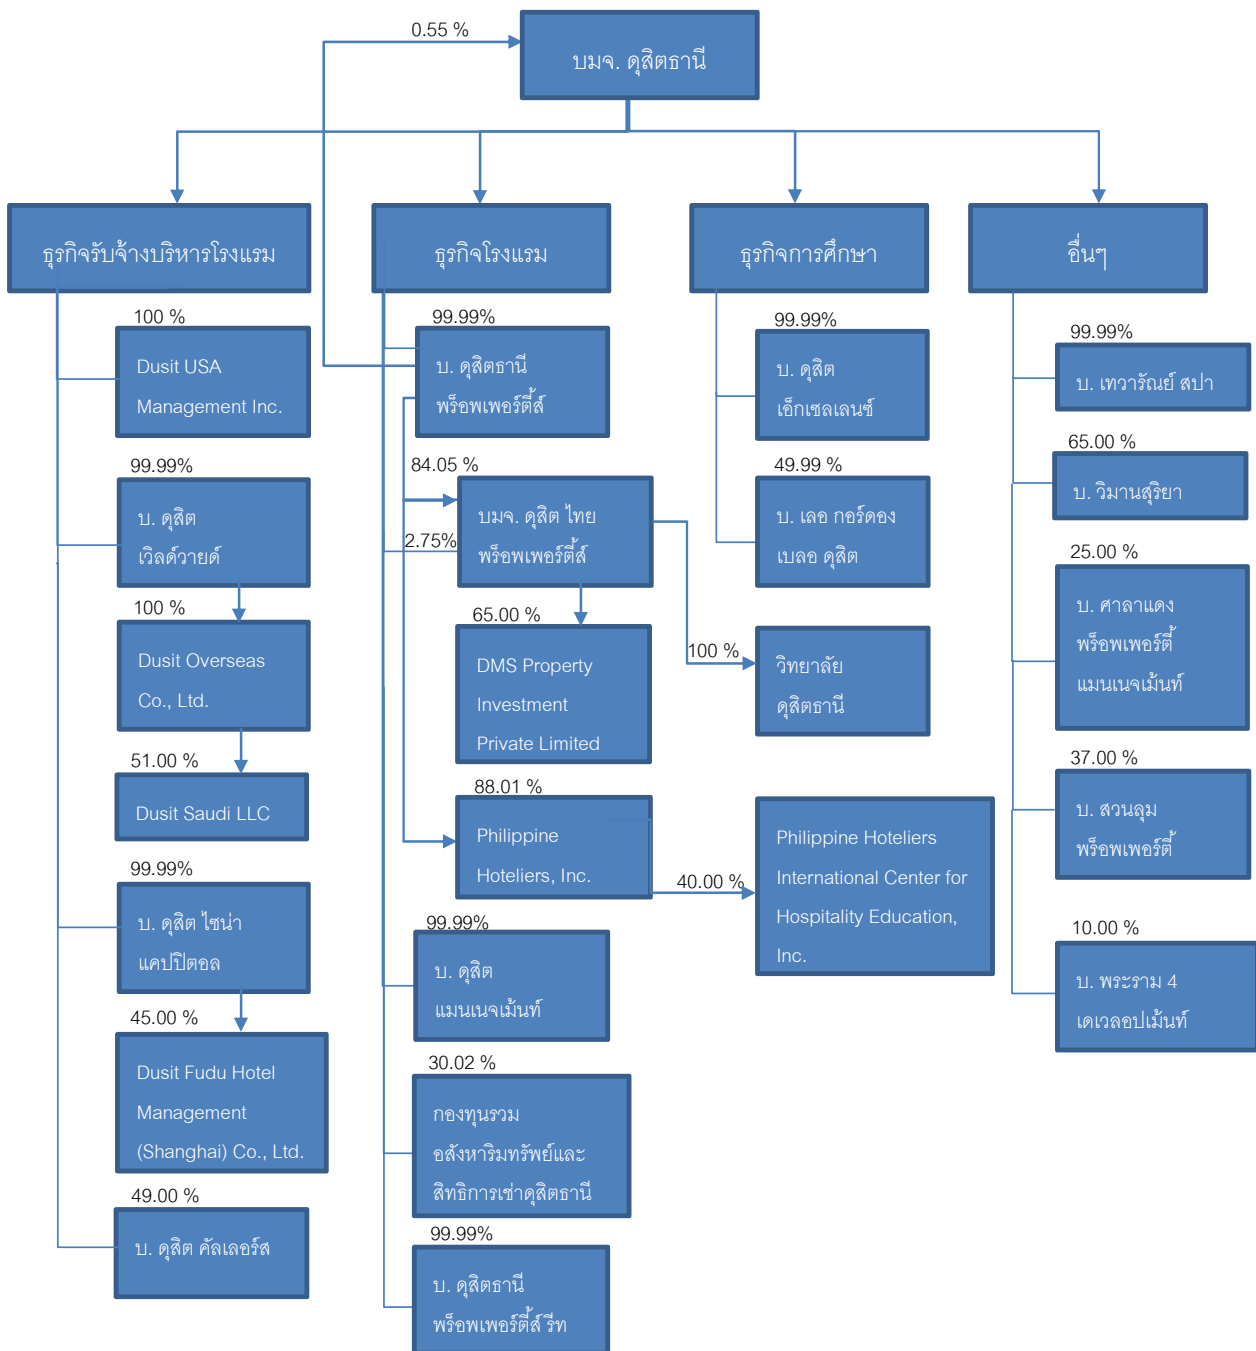 0.55 %
บมจ. ดุสิตธานี
ธุรกิจรับจ้างบริหารโรงแรม
100 %
Dusit USA
Management Inc.
99.99%
บ. ดุสิต
เวิลด์วายด์
100 %
Dusit Overseas
Co., Ltd.
51.00 %
Dusit Saudi LLC
99.99%
บ. ดุสิต ไชน่า
แคปปิตอล
45.00 %
Dusit Fudu Hotel
Management
(Shanghai) Co., Ltd.
49.00 %
บ. ดุสิต คัลเลอร์ส
ธุรกิจโรงแรม
99.99%
บ. ดุสิตธานี
พร็อพเพอร์ตี้ส์
84.05 %
2.75%
บมจ. ดุสิต ไทย
พร็อพเพอร์ตี้ส์
65.00 %
DMS Property
Investment
Private Limited
88.01 %
Philippine
Hoteliers, Inc.
99.99%
บ. ดุสิต
แมนเนจเม้นท์
30.02 %
กองทุนรวม
อสังหาริมทรัพย์และ
สิทธิการเช่าดุสิตธานี
99.99%
บ. ดุสิตธานี
พร็อพเพอร์ตี้ส์ รีท
ธุรกิจการศึกษา
99.99%
บ. ดุสิต
เอ็กเซลเลนซ์
49.99 %
บ. เลอ กอร์ดอง
เบลอ ดุสิต
100 %
วิทยาลัย
ดุสิตธานี
40.00 %
Philippine Hoteliers
International Center for
Hospitality Education,
Inc.
อื่นๆ
99.99%
บ. เทวารัณย์ สปา
65.00 %
บ. วิมานสุริยา
25.00 %
บ. ศาลาแดง
พร็อพเพอร์ตี้
แมนเนจเม้นท์
37.00 %
บ. สวนลุม
พร็อพเพอร์ตี้
10.00 %
บ. พระราม 4
เดเวลอปเม้นท์